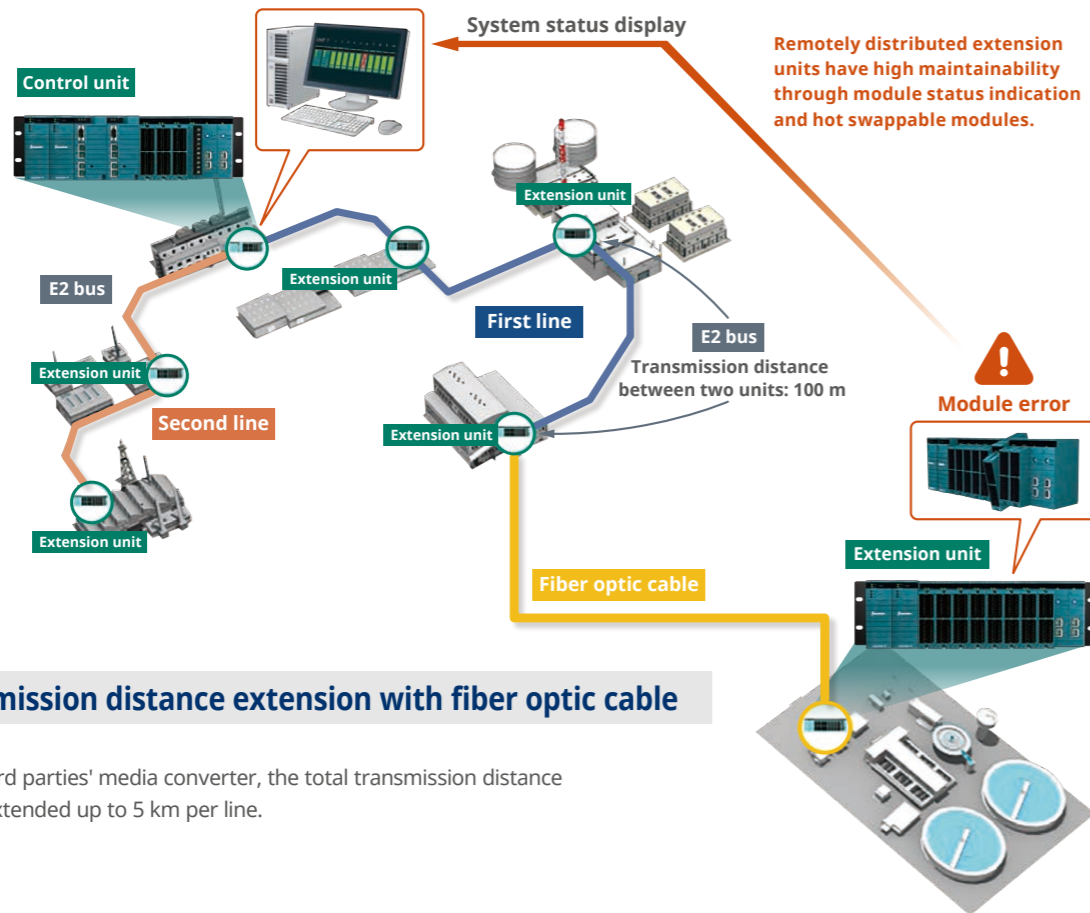 System status display
Remotely distributed extension
units have high maintainability
through module status indication
and hot swappable modules.
Control unit
Extension unit
Extension unit
E2 bus
First line
E2 bus
Transmission distance
between two units: 100 m
Extension unit
Second line
Extension unit
Extension unit
Module error
Extension unit
Fiber optic cable
mission distance extension with fiber optic cable
rd parties' media converter, the total transmission distance
xtended up to 5 km per line.